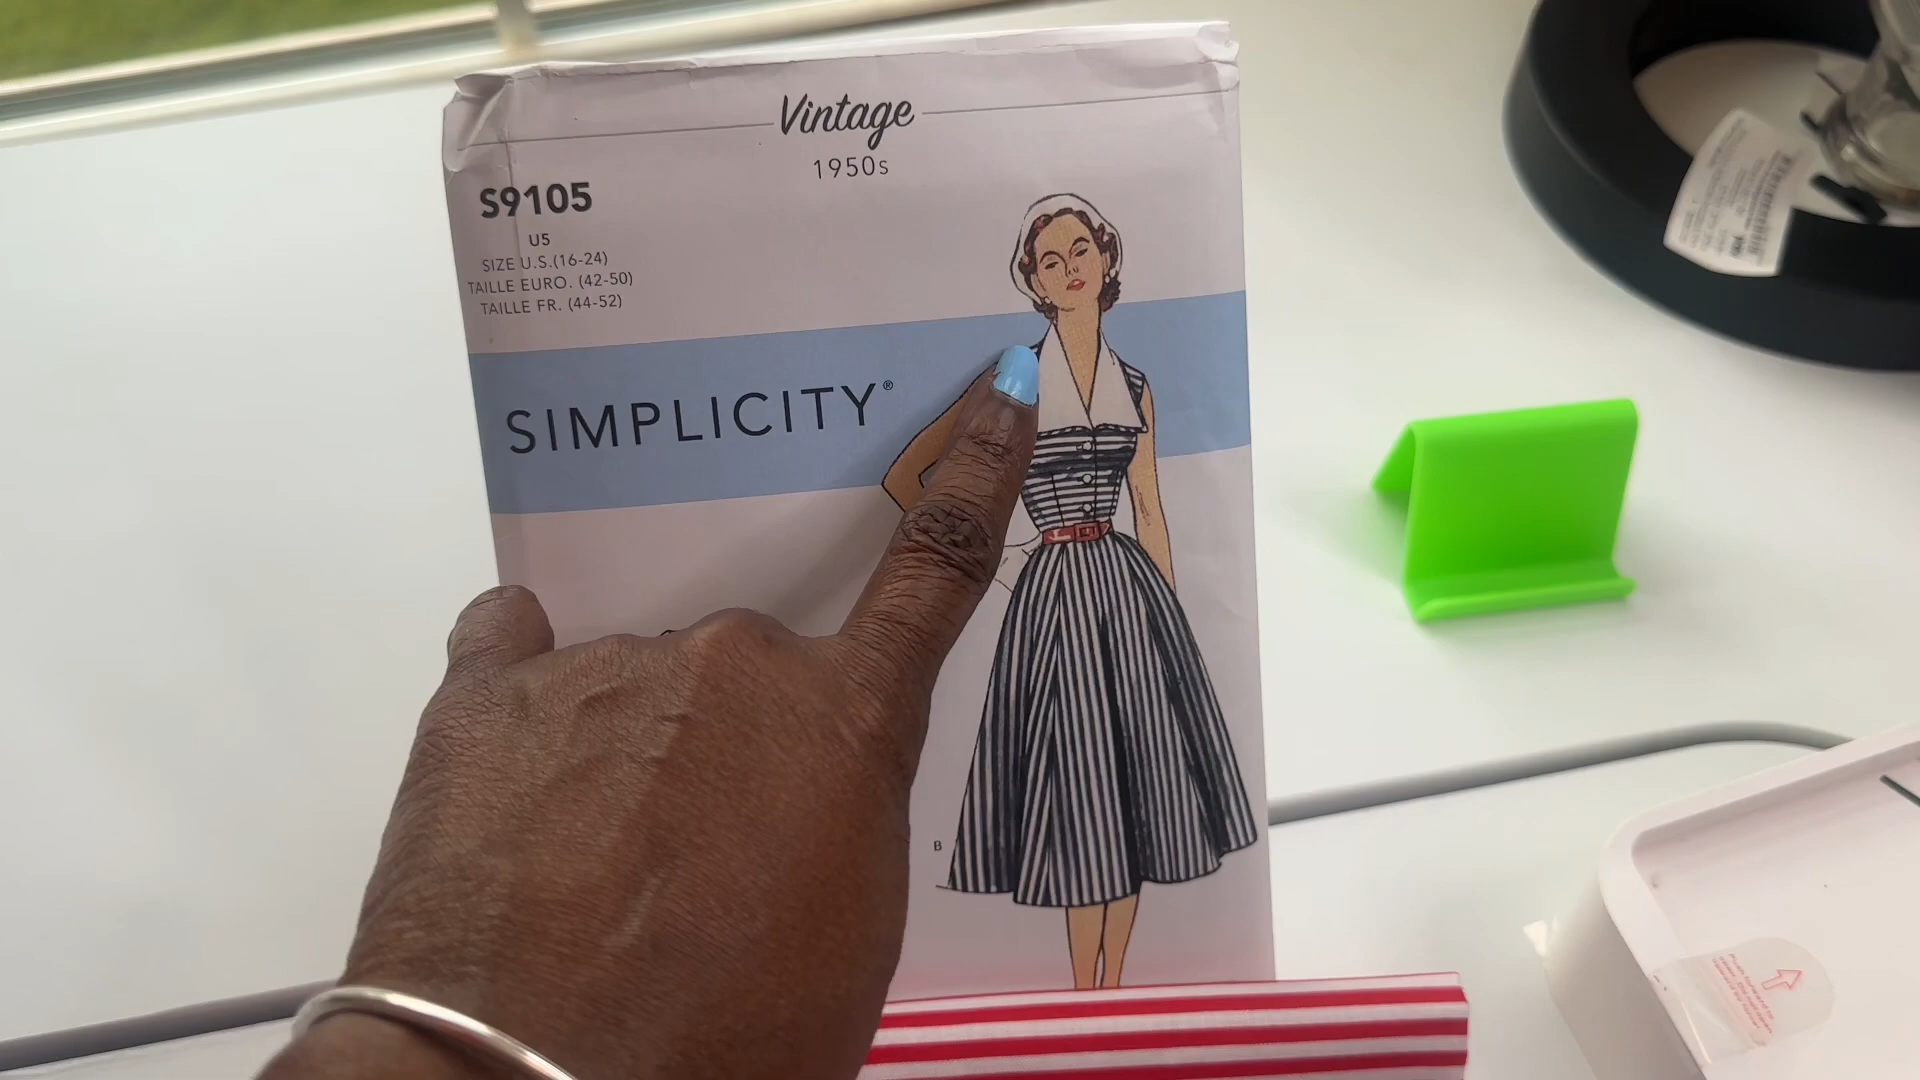 Vintage
1950s
S9105
U5
SIZE U.S.(16-24)
TAILLE EURO. (42-50)
TAILLE FR. (44-52)
SIMPLICITY®
B